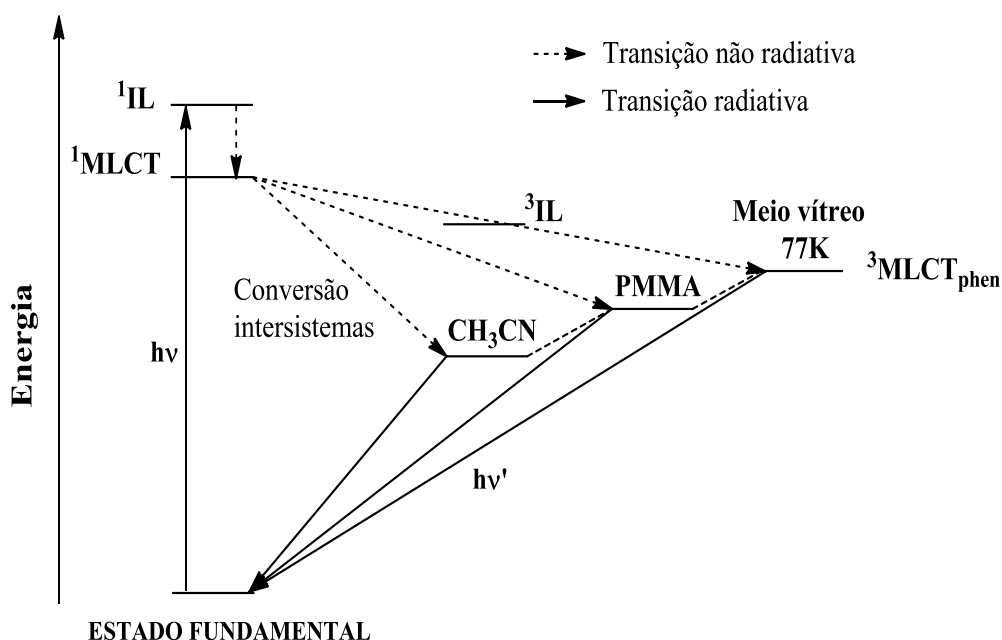 Transição não radiativa
Transição radiativa
¹IL
¹MLCT
³IL
Meio vítreo
77K
³MLCTphen
PMMA
Conversão
intersistemas
CH₃CN
hν
Energia
hν'
ESTADO FUNDAMENTAL